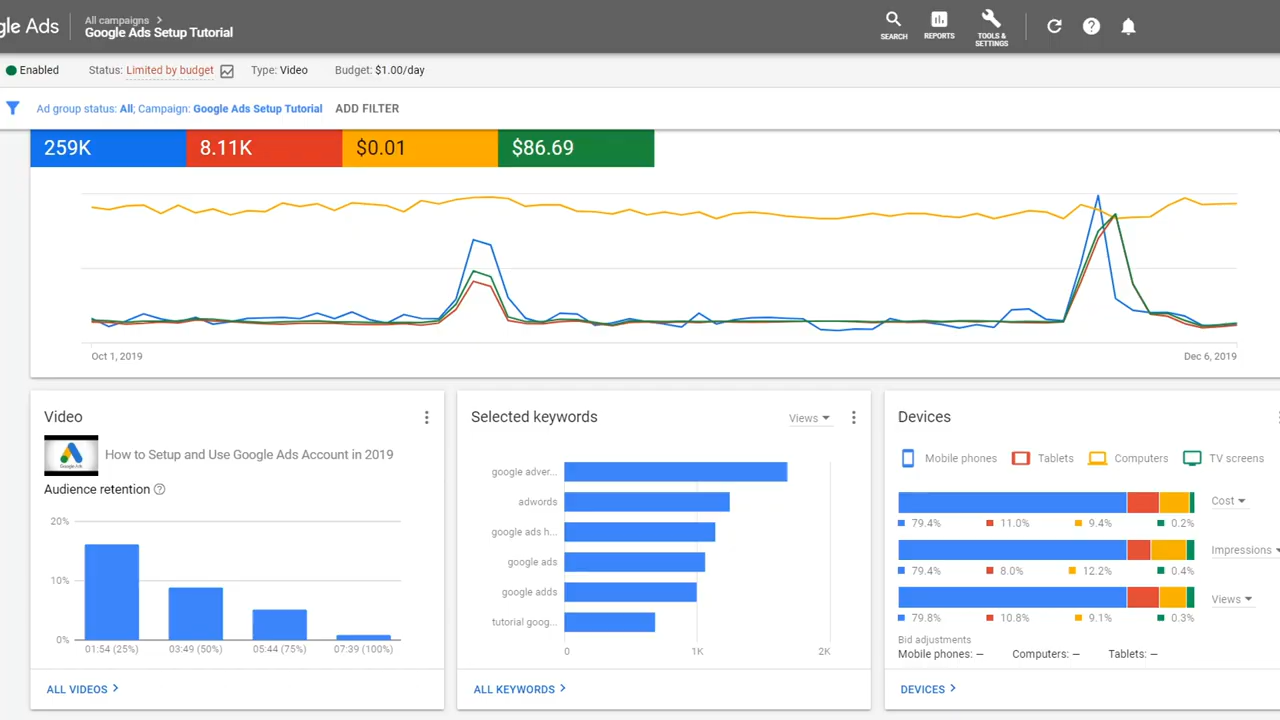 gle Ads
All campaigns
Google Ads Setup Tutorial
SEARCH
REPORTS
TOOLS &
SETTINGS
Enabled
Status: Limited by budget
Type: Video
Budget: $1.00/day
Ad group status: All; Campaign: Google Ads Setup Tutorial
ADD FILTER
259K
8.11K
$0.01
$86.69
Oct 1, 2019
Dec 6, 2019
Video
Google Ads
How to Setup and Use Google Ads Account in 2019
Audience retention
20%
10%
0%
01:54 (25%)
03:49 (50%)
05:44 (75%)
07:39 (100%)
ALL VIDEOS
Selected keywords
Views
google adver...
adwords
google ads h...
google ads
google adds
tutorial goog...
0
1K
2K
ALL KEYWORDS
Devices
Mobile phones
Tablets
Computers
TV screens
Cost
79.4%
11.0%
9.4%
0.2%
Impressions
79.4%
8.0%
12.2%
0.4%
Views
79.8%
10.8%
9.1%
0.3%
Bid adjustments
Mobile phones: –
Computers: –
Tablets: –
DEVICES